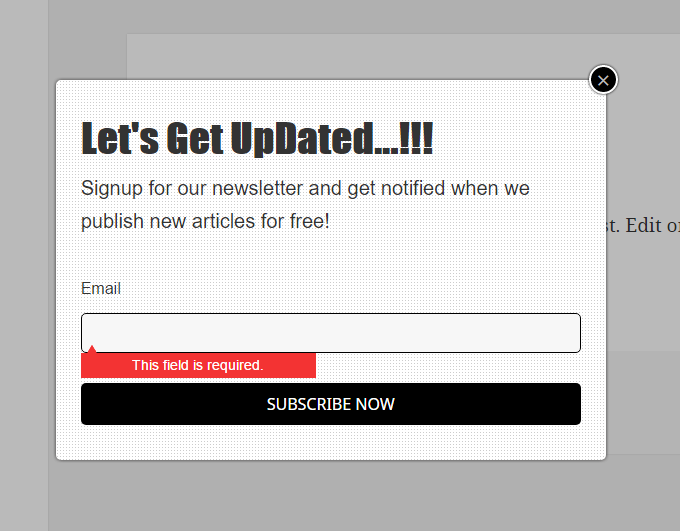 Let's Get UpDated...!!!
Signup for our newsletter and get notified when we
publish new articles for free!
st. Edit or
Email
This field is required.
SUBSCRIBE NOW